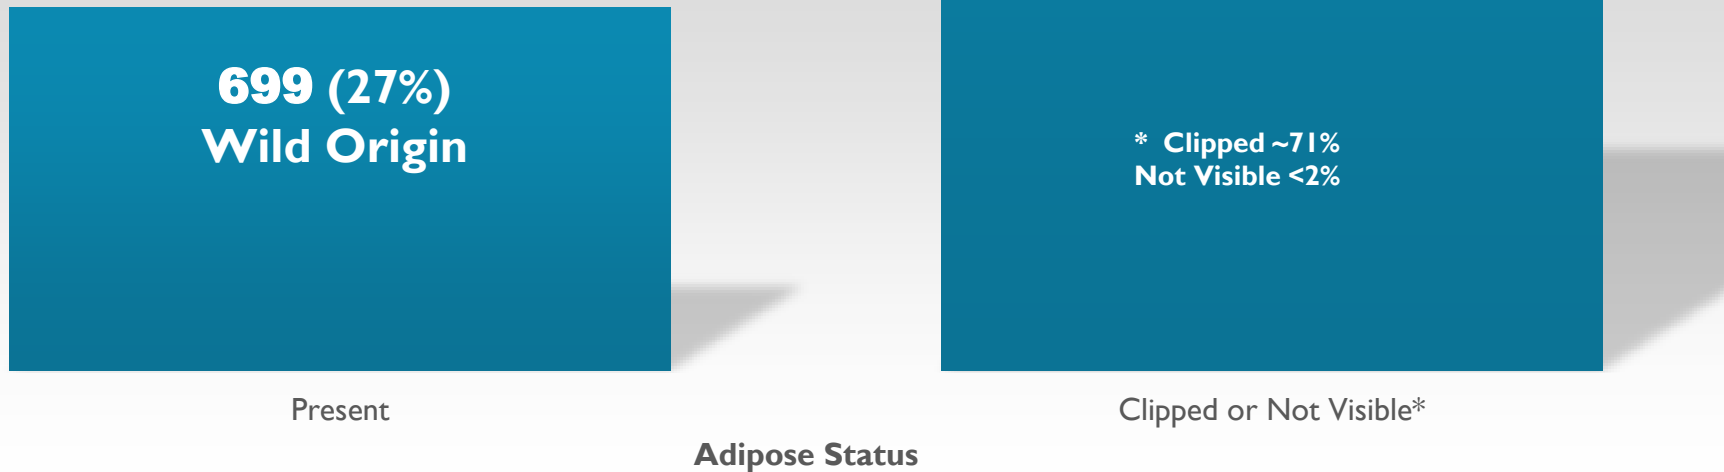 699 (27%)
Wild Origin
* Clipped ~71%
Not Visible <2%
Present
Clipped or Not Visible*
Adipose Status